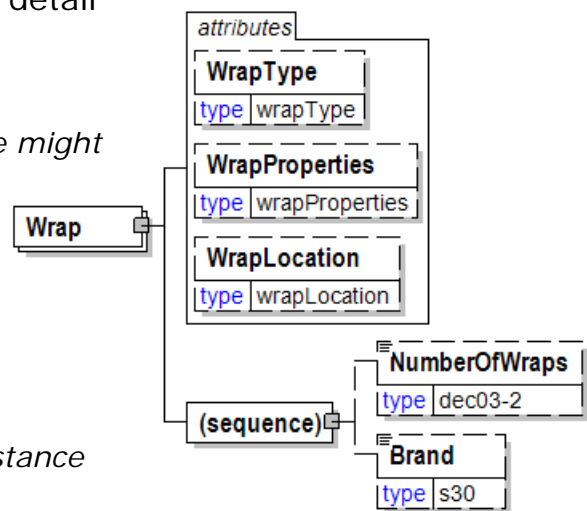 detail
attributes
WrapType
type wrapType
e might
WrapProperties
type wrapProperties
Wrap
WrapLocation
type wrapLocation
NumberOfWraps
type dec03-2
(sequence)
stance
Brand
type s30